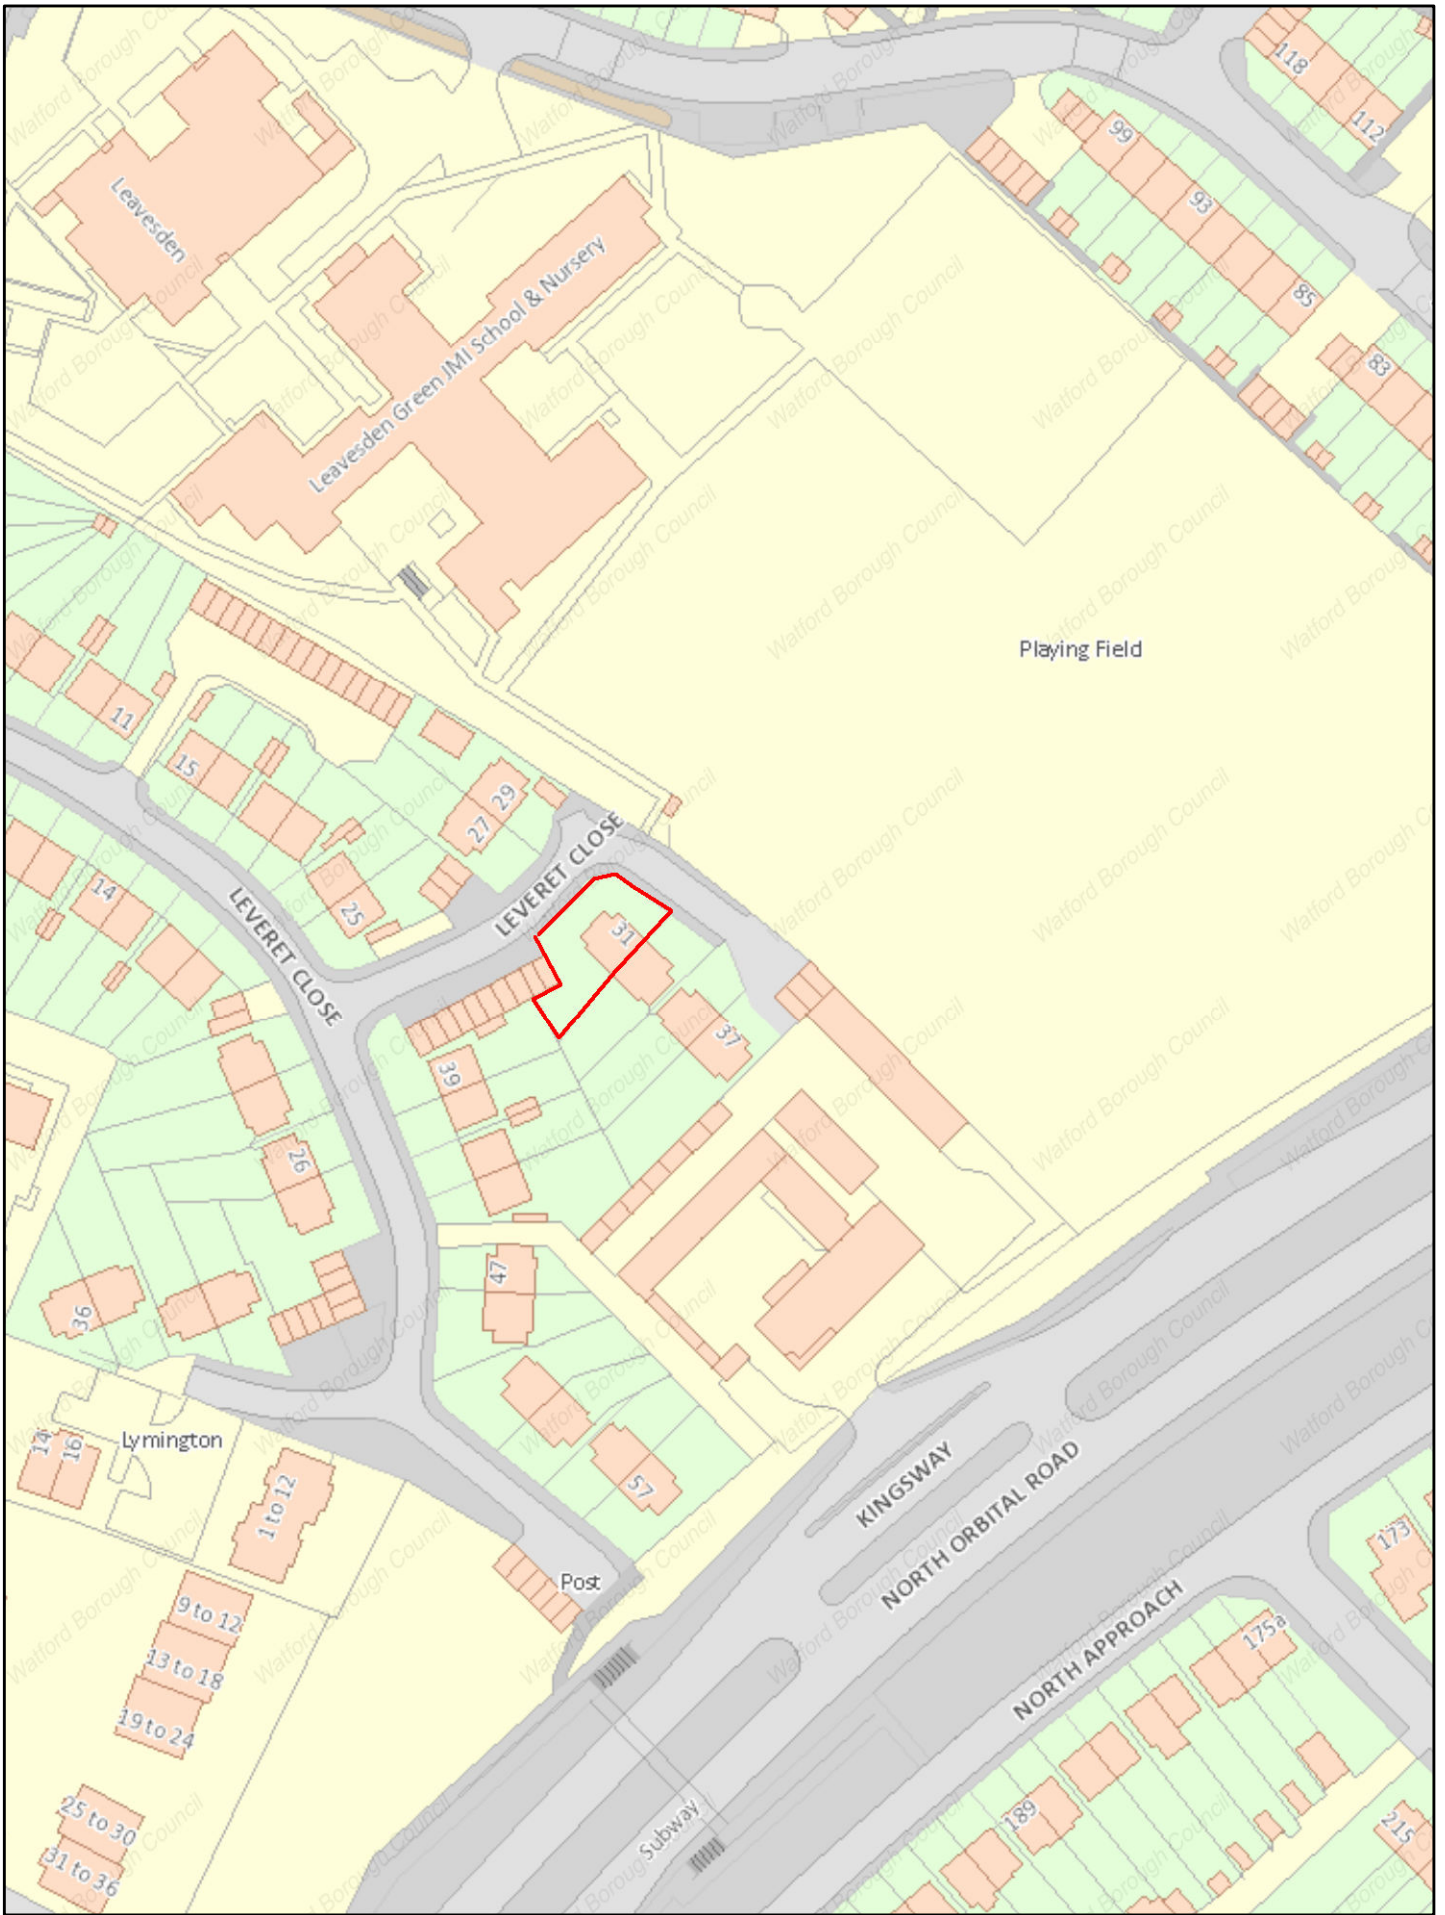 118
112
99
93
85
83
Leavesden
Leavesden Green JMI School & Nursery
Playing Field
11
15
29
27
25
14
LEVERET CLOSE
LEVERET CLOSE
31
37
39
26
47
36
57
Lymington
14
16
1 to 12
9 to 12
13 to 18
19 to 24
25 to 30
31 to 36
Post
KINGSWAY
NORTH ORBITAL ROAD
NORTH APPROACH
Subway
173
175a
189
215
Watford Borough Council